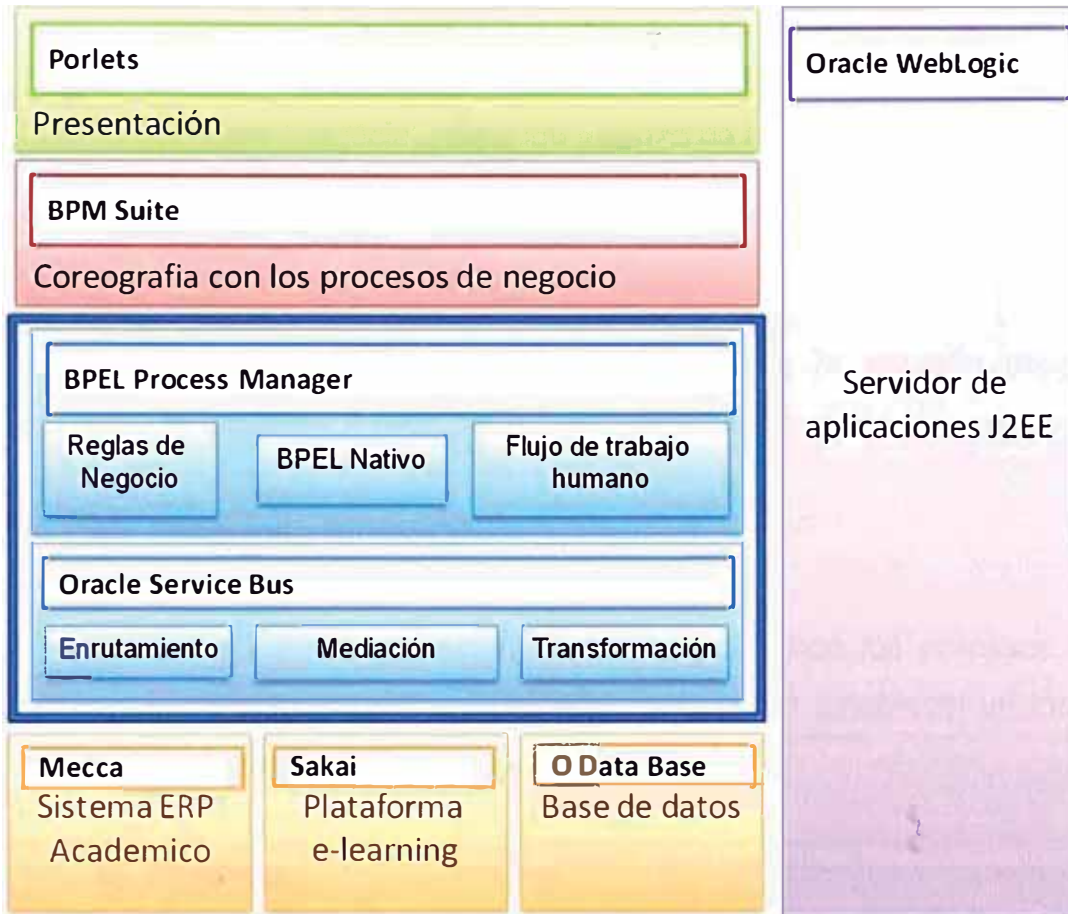 Porlets
Presentación
BPM Suite
Coreografia con los procesos de negocio
BPEL Process Manager
Reglas de
Negocio
BPEL Nativo
Flujo de trabajo
humano
Oracle Service Bus
Enrutamiento
Mediación
Transformación
Mecca
Sistema ERP
Academico
Sakai
Plataforma
e-learning
O Data Base
Base de datos
Oracle WebLogic
Servidor de
aplicaciones J2EE